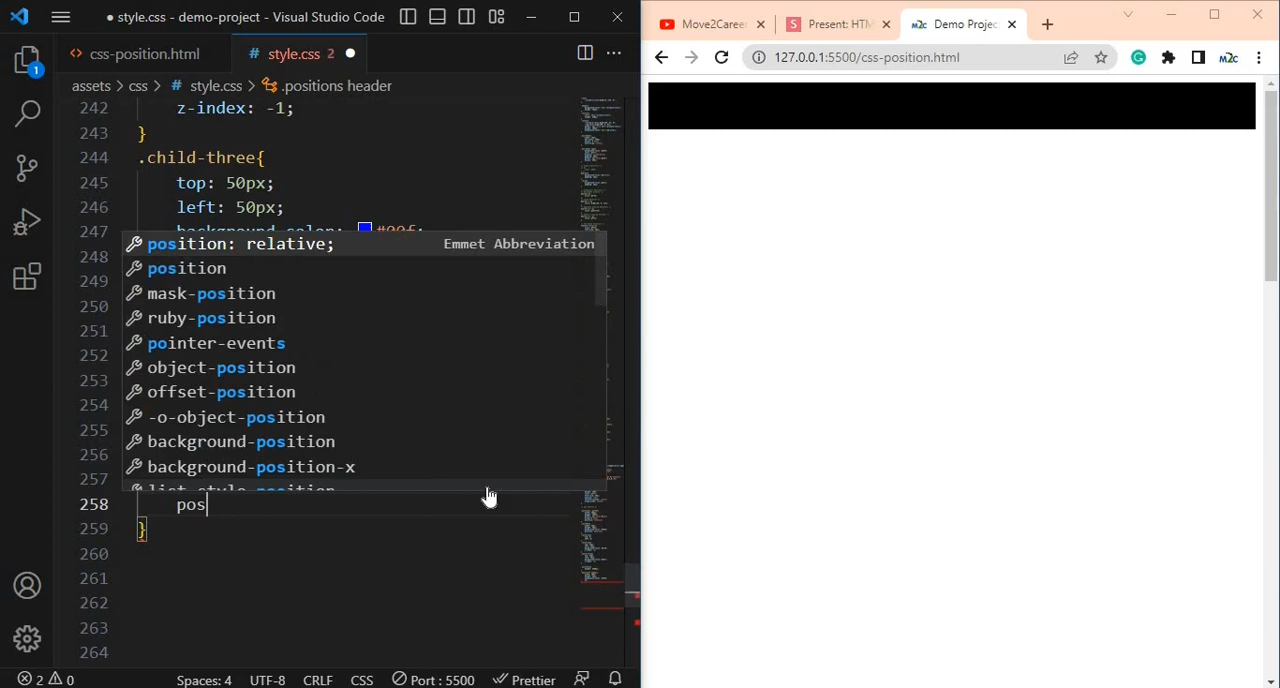 style.css - demo-project - Visual Studio Code
css-position.html
# style.css 2
assets > css > # style.css > .positions header
242 z-index: -1;
243 }
244 .child-three{
245 top: 50px;
246 left: 50px;
247 background-color: #00f;
248 position: relative; Emmet Abbreviation
249 position
250 mask-position
251 ruby-position
252 pointer-events
253 object-position
254 offset-position
255 -o-object-position
256 background-position
257 background-position-x
list-style-position
258 pos
259 }
260
261
262
263
264
1
2 0
Spaces: 4 UTF-8 CRLF CSS Port : 5500 Prettier
Move2Career
Present: HTM
Demo Projec
127.0.0.1:5500/css-position.html
m2c